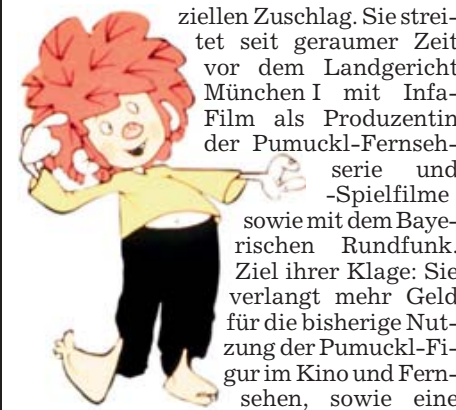 ziellen Zuschlag. Sie strei-
tet seit geraumer Zeit
vor dem Landgericht
München I mit Infa-
Film als Produzentin
der Pumuckl-Fernseh-
serie und
-Spielfilme
sowie mit dem Baye-
rischen Rundfunk.
Ziel ihrer Klage: Sie
verlangt mehr Geld
für die bisherige Nut-
zung der Pumuckl-Fi-
gur im Kino und Fern-
sehen, sowie eine